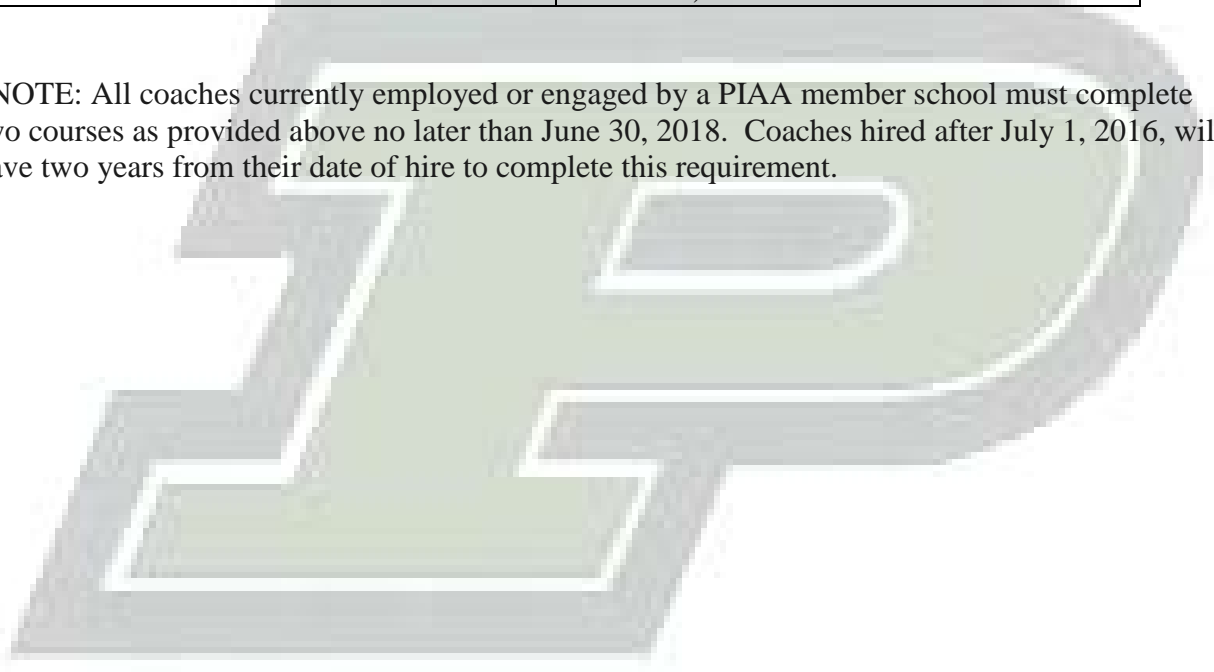 NOTE: All coaches currently employed or engaged by a PIAA member school must complete
vo courses as provided above no later than June 30, 2018.  Coaches hired after July 1, 2016, wil
ave two years from their date of hire to complete this requirement.
P